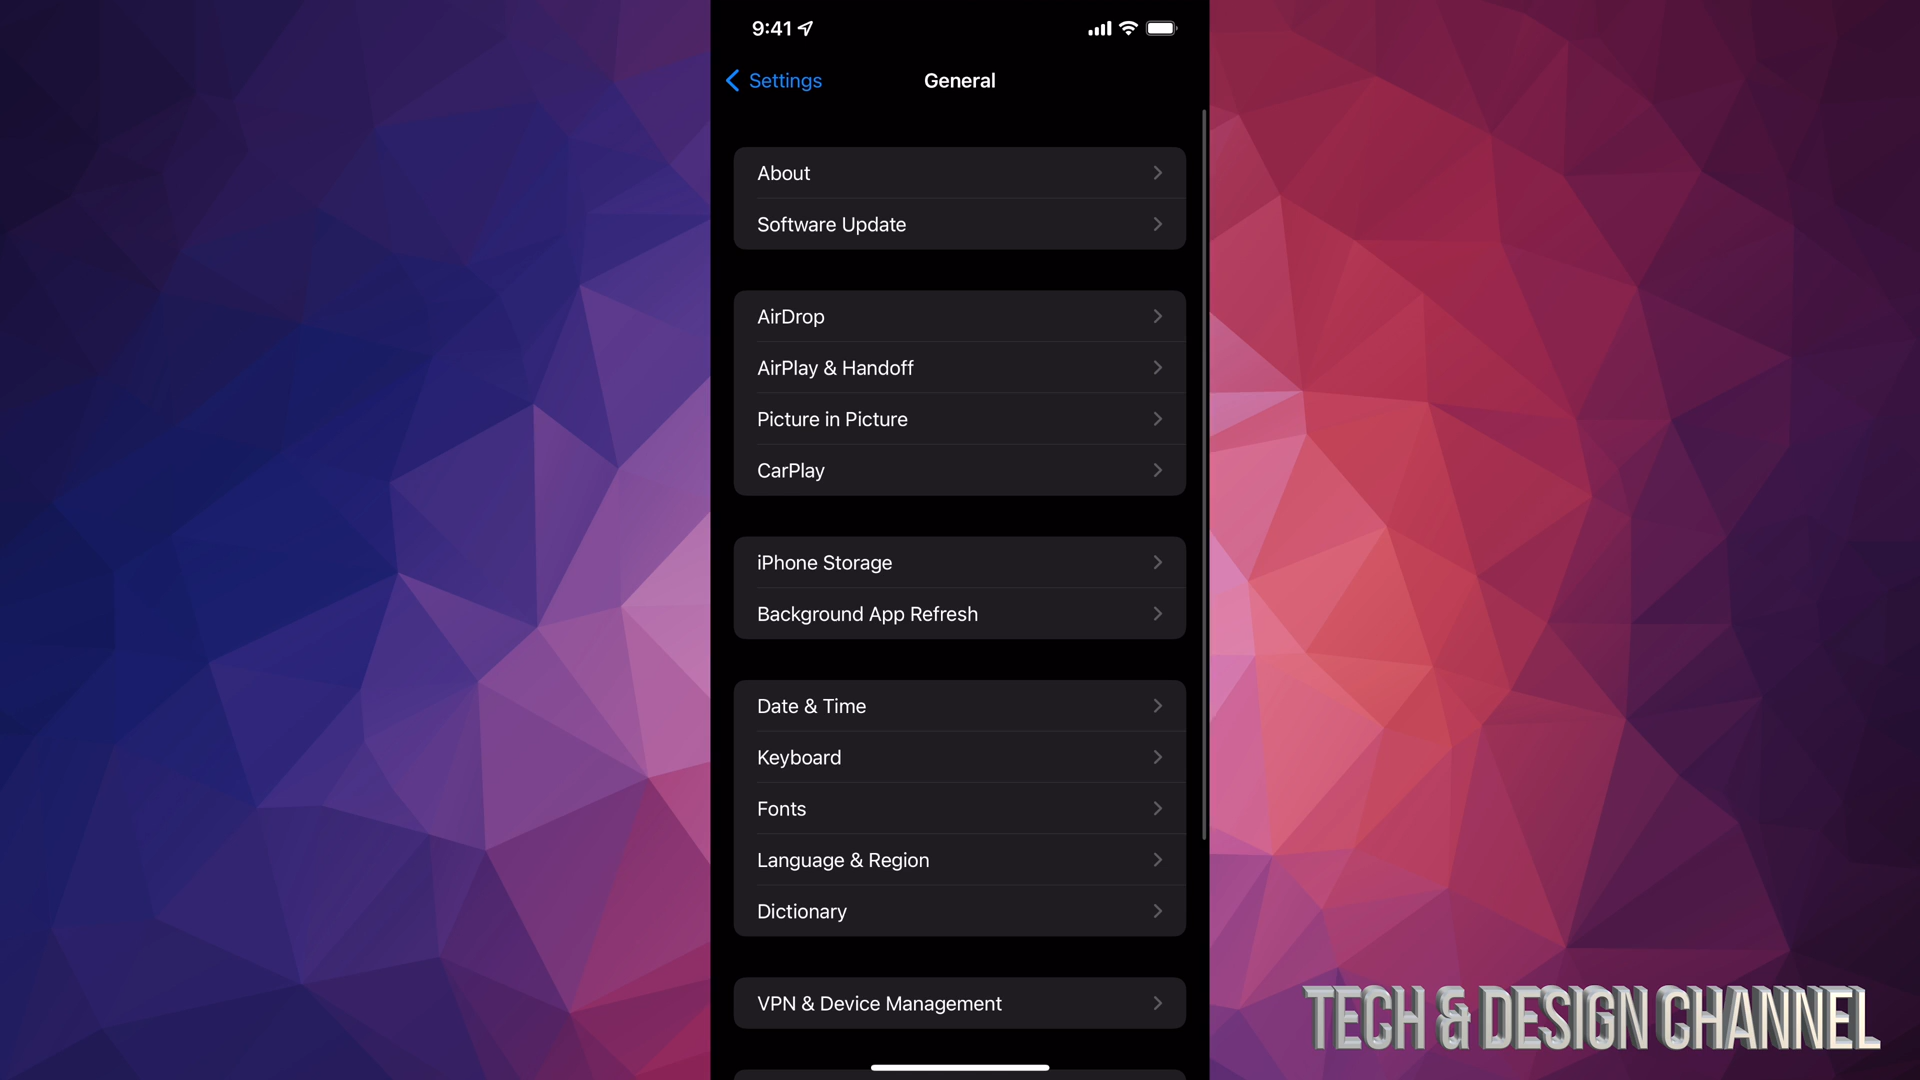 9:41
Settings
General
About
Software Update
AirDrop
AirPlay & Handoff
Picture in Picture
CarPlay
iPhone Storage
Background App Refresh
Date & Time
Keyboard
Fonts
Language & Region
Dictionary
VPN & Device Management
TECH & DESIGN CHANNEL